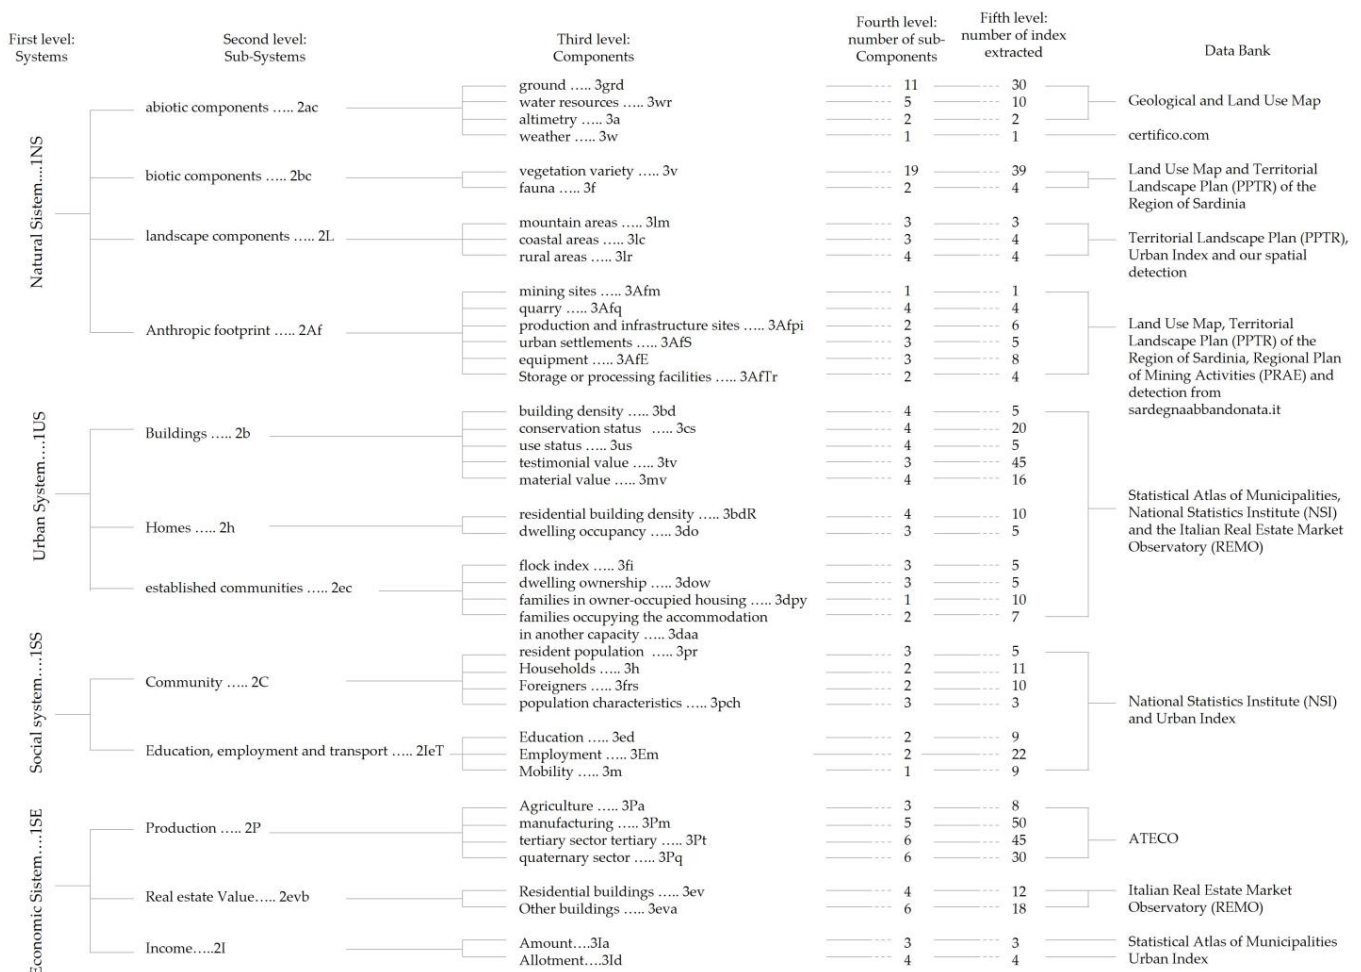 First level:
Systems
Second level:
Sub-Systems
Third level:
Components
Fourth level:
number of sub-
Components
Fifth level:
number of index
extracted
Data Bank
Natural Sistem....1NS
abiotic components ..... 2ac
ground ..... 3grd 11 30
water resources ..... 3wr 5 10
altimetry ..... 3a 2 2
Geological and Land Use Map
weather ..... 3w 1 1
certifico.com
biotic components ..... 2bc
vegetation variety ..... 3v 19 39
fauna ..... 3f 2 4
Land Use Map and Territorial
Landscape Plan (PPTR) of the
Region of Sardinia
landscape components ..... 2L
mountain areas ..... 3lm 3 3
coastal areas ..... 3lc 3 4
rural areas ..... 3lr 4 4
Territorial Landscape Plan (PPTR),
Urban Index and our spatial
detection
Anthropic footprint ..... 2Af
mining sites ..... 3Afm 1 1
quarry ..... 3Afq 4 4
production and infrastructure sites ..... 3Afpi 2 6
urban settlements ..... 3AfS 3 5
equipment ..... 3AfE 3 8
Storage or processing facilities ..... 3AfTr 2 4
Land Use Map, Territorial
Landscape Plan (PPTR) of the
Region of Sardinia, Regional Plan
of Mining Activities (PRAE) and
detection from
sardegnaabbandonata.it
Urban System....1US
Buildings ..... 2b
building density ..... 3bd 4 5
conservation status ..... 3cs 4 20
use status ..... 3us 4 5
testimonial value ..... 3tv 3 45
material value ..... 3mv 4 16
Homes ..... 2h
residential building density ..... 3bdR 4 10
dwelling occupancy ..... 3do 3 5
established communities ..... 2ec
flock index ..... 3fi 3 5
dwelling ownership ..... 3dow 3 5
families in owner-occupied housing ..... 3dpy 1 10
families occupying the accommodation 2 7
in another capacity ..... 3daa
Statistical Atlas of Municipalities,
National Statistics Institute (NSI)
and the Italian Real Estate Market
Observatory (REMO)
Social system....1SS
Community ..... 2C
resident population ..... 3pr 3 5
Households ..... 3h 2 11
Foreigners ..... 3frs 2 10
population characteristics ..... 3pch 3 3
Education, employment and transport ..... 2IeT
Education ..... 3ed 2 9
Employment ..... 3Em 2 22
Mobility ..... 3m 1 9
National Statistics Institute (NSI)
and Urban Index
Economic Sistem....1SE
Production ..... 2P
Agriculture ..... 3Pa 3 8
manufacturing ..... 3Pm 5 50
tertiary sector tertiary ..... 3Pt 6 45
quaternary sector ..... 3Pq 6 30
ATECO
Real estate Value..... 2evb
Residential buildings ..... 3ev 4 12
Other buildings ..... 3eva 6 18
Italian Real Estate Market
Observatory (REMO)
Income.....2I
Amount....3Ia 3 3
Allotment....3Id 4 4
Statistical Atlas of Municipalities
Urban Index